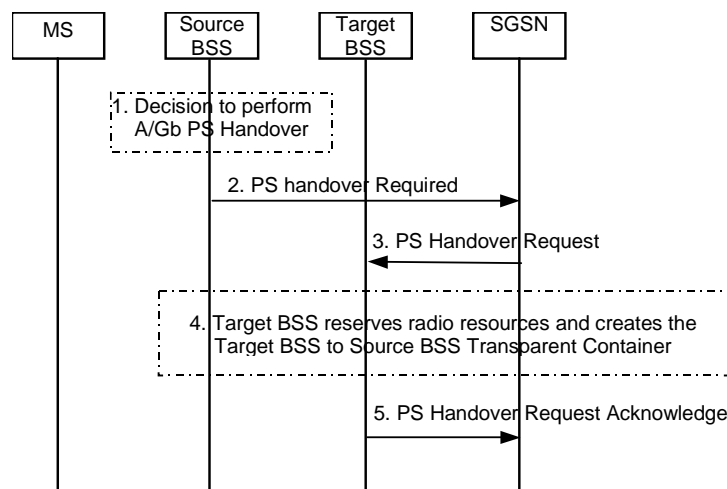 MS
Source
BSS
Target
BSS
SGSN
1. Decision to perform
A/Gb PS Handover
2. PS handover Required
3. PS Handover Request
4. Target BSS reserves radio resources and creates the
Target BSS to Source BSS Transparent Container
5. PS Handover Request Acknowledge